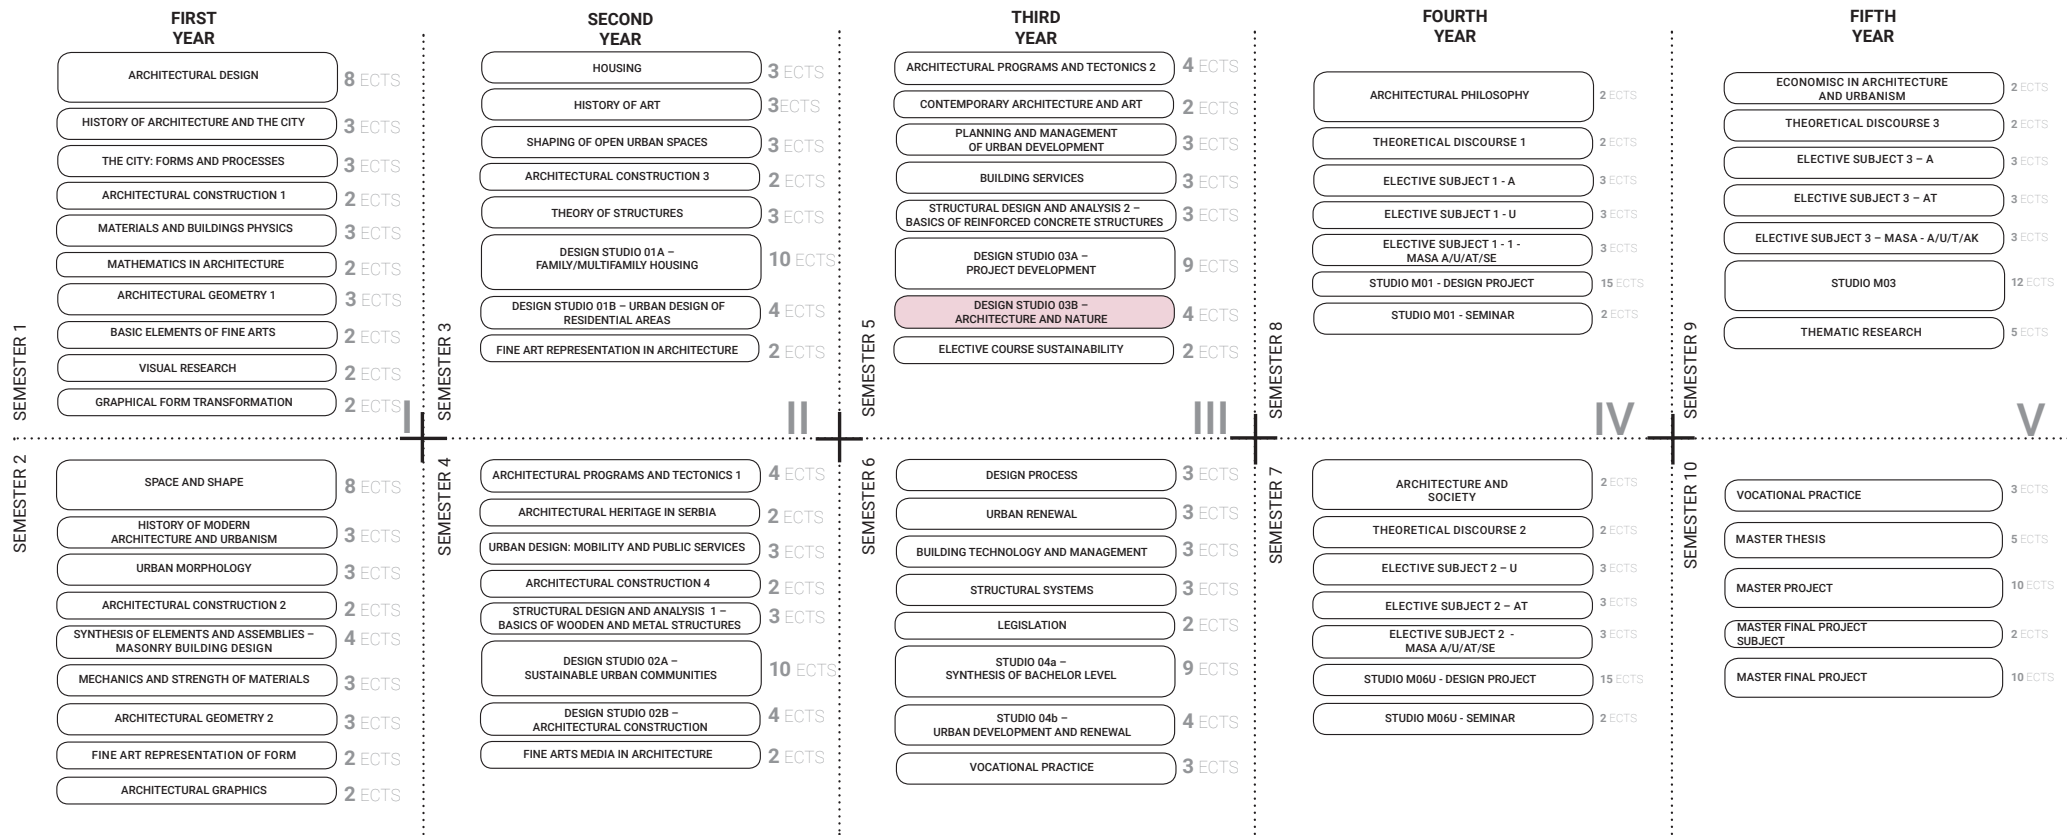 FIRST
YEAR
SEMESTER 1
ARCHITECTURAL DESIGN
8 ECTS
HISTORY OF ARCHITECTURE AND THE CITY
3 ECTS
THE CITY: FORMS AND PROCESSES
3 ECTS
ARCHITECTURAL CONSTRUCTION 1
2 ECTS
MATERIALS AND BUILDINGS PHYSICS
3 ECTS
MATHEMATICS IN ARCHITECTURE
2 ECTS
ARCHITECTURAL GEOMETRY 1
3 ECTS
BASIC ELEMENTS OF FINE ARTS
2 ECTS
VISUAL RESEARCH
2 ECTS
GRAPHICAL FORM TRANSFORMATION
2 ECTS
I
SEMESTER 2
SPACE AND SHAPE
8 ECTS
HISTORY OF MODERN
ARCHITECTURE AND URBANISM
3 ECTS
URBAN MORPHOLOGY
3 ECTS
ARCHITECTURAL CONSTRUCTION 2
2 ECTS
SYNTHESIS OF ELEMENTS AND ASSEMBLIES –
MASONRY BUILDING DESIGN
4 ECTS
MECHANICS AND STRENGTH OF MATERIALS
3 ECTS
ARCHITECTURAL GEOMETRY 2
3 ECTS
FINE ART REPRESENTATION OF FORM
2 ECTS
ARCHITECTURAL GRAPHICS
2 ECTS
SECOND
YEAR
SEMESTER 3
HOUSING
3 ECTS
HISTORY OF ART
3ECTS
SHAPING OF OPEN URBAN SPACES
3 ECTS
ARCHITECTURAL CONSTRUCTION 3
2 ECTS
THEORY OF STRUCTURES
3 ECTS
DESIGN STUDIO 01A –
FAMILY/MULTIFAMILY HOUSING
10 ECTS
DESIGN STUDIO 01B – URBAN DESIGN OF
RESIDENTIAL AREAS
4 ECTS
FINE ART REPRESENTATION IN ARCHITECTURE
2 ECTS
II
SEMESTER 4
ARCHITECTURAL PROGRAMS AND TECTONICS 1
4 ECTS
ARCHITECTURAL HERITAGE IN SERBIA
2 ECTS
URBAN DESIGN: MOBILITY AND PUBLIC SERVICES
3 ECTS
ARCHITECTURAL CONSTRUCTION 4
2 ECTS
STRUCTURAL DESIGN AND ANALYSIS 1 –
BASICS OF WOODEN AND METAL STRUCTURES
3 ECTS
DESIGN STUDIO 02A –
SUSTAINABLE URBAN COMMUNITIES
10 ECTS
DESIGN STUDIO 02B –
ARCHITECTURAL CONSTRUCTION
4 ECTS
FINE ARTS MEDIA IN ARCHITECTURE
2 ECTS
THIRD
YEAR
SEMESTER 5
ARCHITECTURAL PROGRAMS AND TECTONICS 2
4 ECTS
CONTEMPORARY ARCHITECTURE AND ART
2 ECTS
PLANNING AND MANAGEMENT
OF URBAN DEVELOPMENT
3 ECTS
BUILDING SERVICES
3 ECTS
STRUCTURAL DESIGN AND ANALYSIS 2 –
BASICS OF REINFORCED CONCRETE STRUCTURES
3 ECTS
DESIGN STUDIO 03A –
PROJECT DEVELOPMENT
9 ECTS
DESIGN STUDIO 03B –
ARCHITECTURE AND NATURE
4 ECTS
ELECTIVE COURSE SUSTAINABILITY
2 ECTS
III
SEMESTER 6
DESIGN PROCESS
3 ECTS
URBAN RENEWAL
3 ECTS
BUILDING TECHNOLOGY AND MANAGEMENT
3 ECTS
STRUCTURAL SYSTEMS
3 ECTS
LEGISLATION
2 ECTS
STUDIO 04a –
SYNTHESIS OF BACHELOR LEVEL
9 ECTS
STUDIO 04b –
URBAN DEVELOPMENT AND RENEWAL
4 ECTS
VOCATIONAL PRACTICE
3 ECTS
FOURTH
YEAR
SEMESTER 8
ARCHITECTURAL PHILOSOPHY
2 ECTS
THEORETICAL DISCOURSE 1
2 ECTS
ELECTIVE SUBJECT 1 - A
3 ECTS
ELECTIVE SUBJECT 1 - U
3 ECTS
ELECTIVE SUBJECT 1 - 1 -
MASA A/U/AT/SE
3 ECTS
STUDIO M01 - DESIGN PROJECT
15 ECTS
STUDIO M01 - SEMINAR
2 ECTS
IV
SEMESTER 7
ARCHITECTURE AND
SOCIETY
2 ECTS
THEORETICAL DISCOURSE 2
2 ECTS
ELECTIVE SUBJECT 2 – U
3 ECTS
ELECTIVE SUBJECT 2 – AT
3 ECTS
ELECTIVE SUBJECT 2 -
MASA A/U/AT/SE
3 ECTS
STUDIO M06U - DESIGN PROJECT
15 ECTS
STUDIO M06U - SEMINAR
2 ECTS
FIFTH
YEAR
SEMESTER 9
ECONOMISC IN ARCHITECTURE
AND URBANISM
2 ECTS
THEORETICAL DISCOURSE 3
2 ECTS
ELECTIVE SUBJECT 3 – A
3 ECTS
ELECTIVE SUBJECT 3 – AT
3 ECTS
ELECTIVE SUBJECT 3 – MASA - A/U/T/AK
3 ECTS
STUDIO M03
12 ECTS
THEMATIC RESEARCH
5 ECTS
V
SEMESTER 10
VOCATIONAL PRACTICE
3 ECTS
MASTER THESIS
5 ECTS
MASTER PROJECT
10 ECTS
MASTER FINAL PROJECT
SUBJECT
2 ECTS
MASTER FINAL PROJECT
10 ECTS